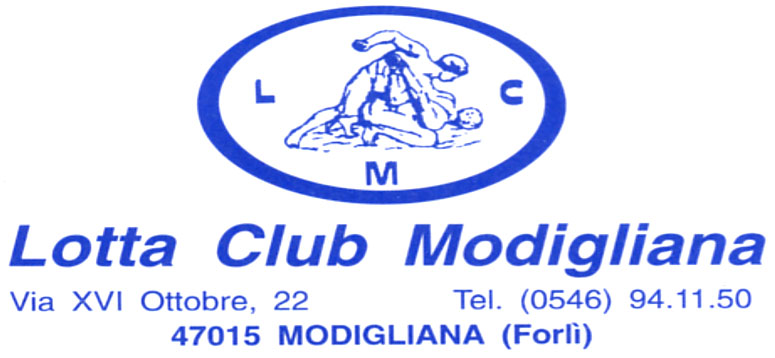 L C
M
Lotta Club Modigliana
Via XVI Ottobre, 22 Tel. (0546) 94.11.50
47015 MODIGLIANA (Forlì)